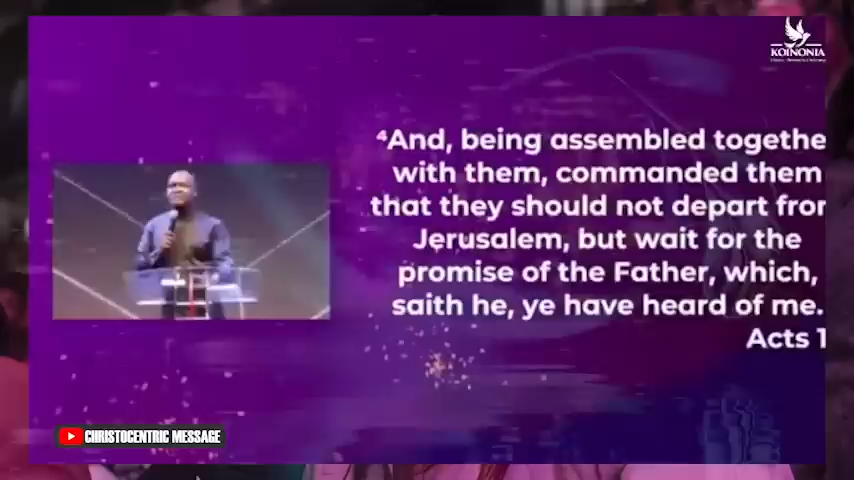 KOINONIA
⁴And, being assembled togethe
with them, commanded them
that they should not depart fror
Jerusalem, but wait for the
promise of the Father, which,
saith he, ye have heard of me.
Acts 1
CHRISTOCENTRIC MESSAGE